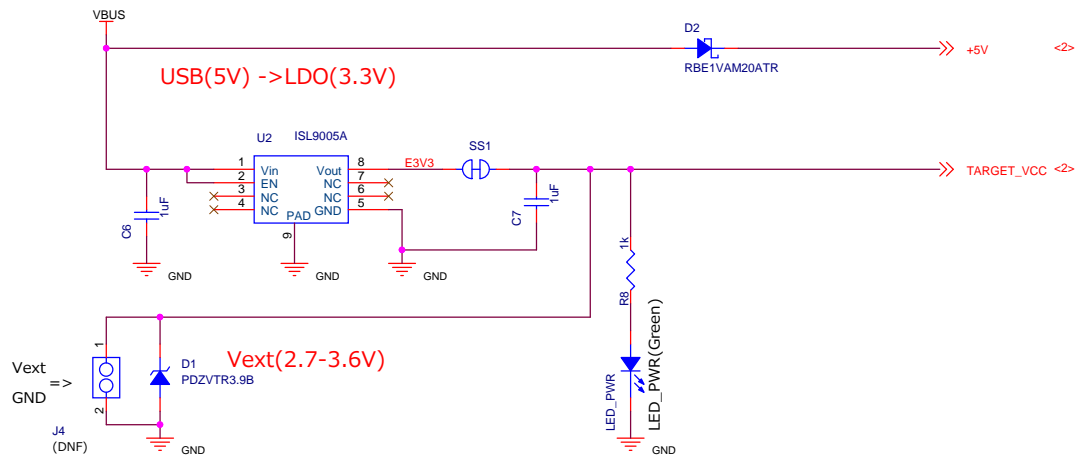 VBUS
D2
+5V
<2>
RBE1VAM20ATR
USB(5V) ->LDO(3.3V)
U2
ISL9005A
SS1
1
Vin
Vout
8
E3V3
2
EN
NC
7
3
NC
NC
6
4
NC
GND
5
PAD
9
TARGET_VCC
<2>
C6
1uF
C7
1uF
GND
GND
GND
1k
R8
Vext(2.7-3.6V)
1
D1
PDZVTR3.9B
Vext
=>
GND
2
J4
(DNF)
GND
LED_PWR
LED_PWR(Green)
GND